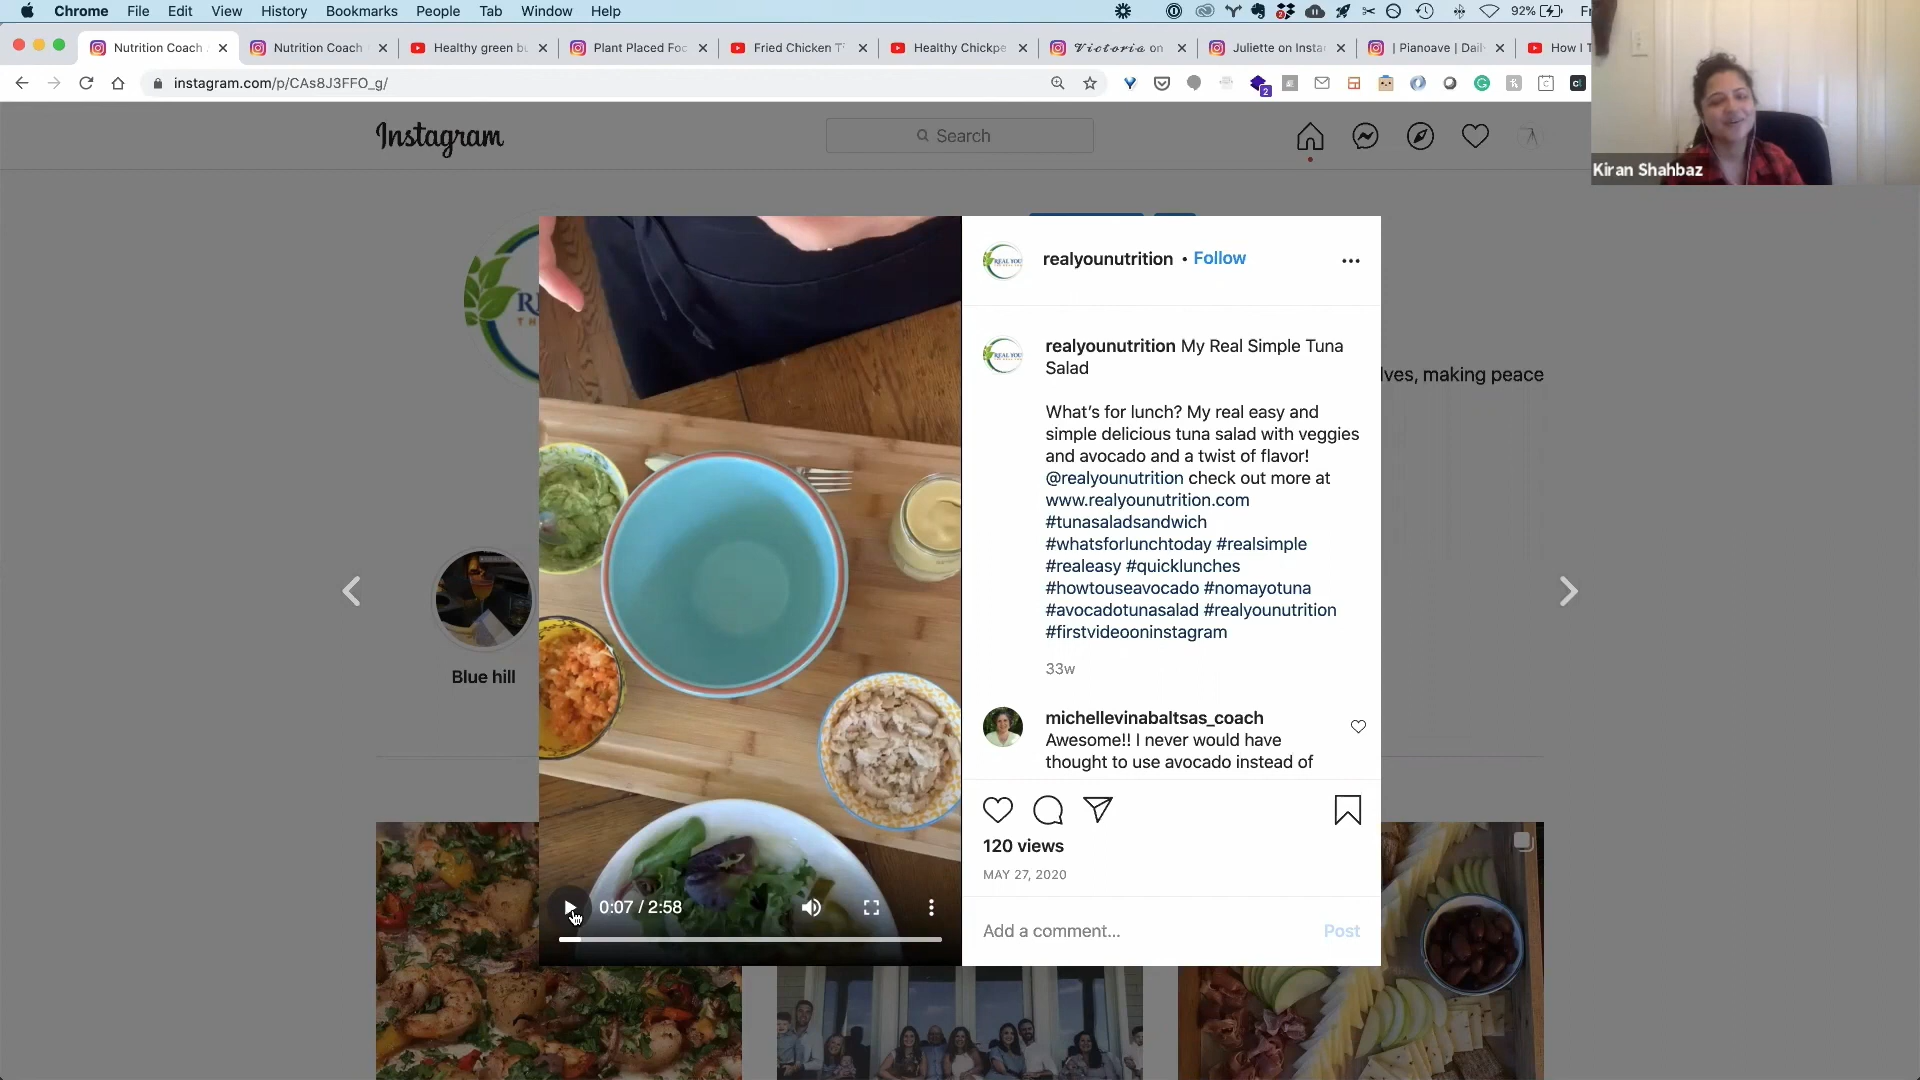 Chrome File Edit View History Bookmarks People Tab Window Help
92%
Nutrition Coach
Nutrition Coach
Healthy green bu
Plant Placed Foo
Fried Chicken Ti
Healthy Chickpe
𝓥𝓲𝓬𝓽𝓸𝓻𝓲𝓪 on
Juliette on Insta
| Pianoave | Dail
How I T
instagram.com/p/CAs8J3FFO_g/
2
Instagram
Search
Kiran Shahbaz
realyounutrition • Follow
realyounutrition My Real Simple Tuna
Salad
lves, making peace
What's for lunch? My real easy and
simple delicious tuna salad with veggies
and avocado and a twist of flavor!
@realyounutrition check out more at
www.realyounutrition.com
#tunasaladsandwich
#whatsforlunchtoday #realsimple
#realeasy #quicklunches
#howtouseavocado #nomayotuna
#avocadotunasalad #realyounutrition
#firstvideooninstagram
33w
Blue hill
michellevinabaltsas_coach
Awesome!! I never would have
thought to use avocado instead of
120 views
MAY 27, 2020
0:07 / 2:58
Add a comment...
Post